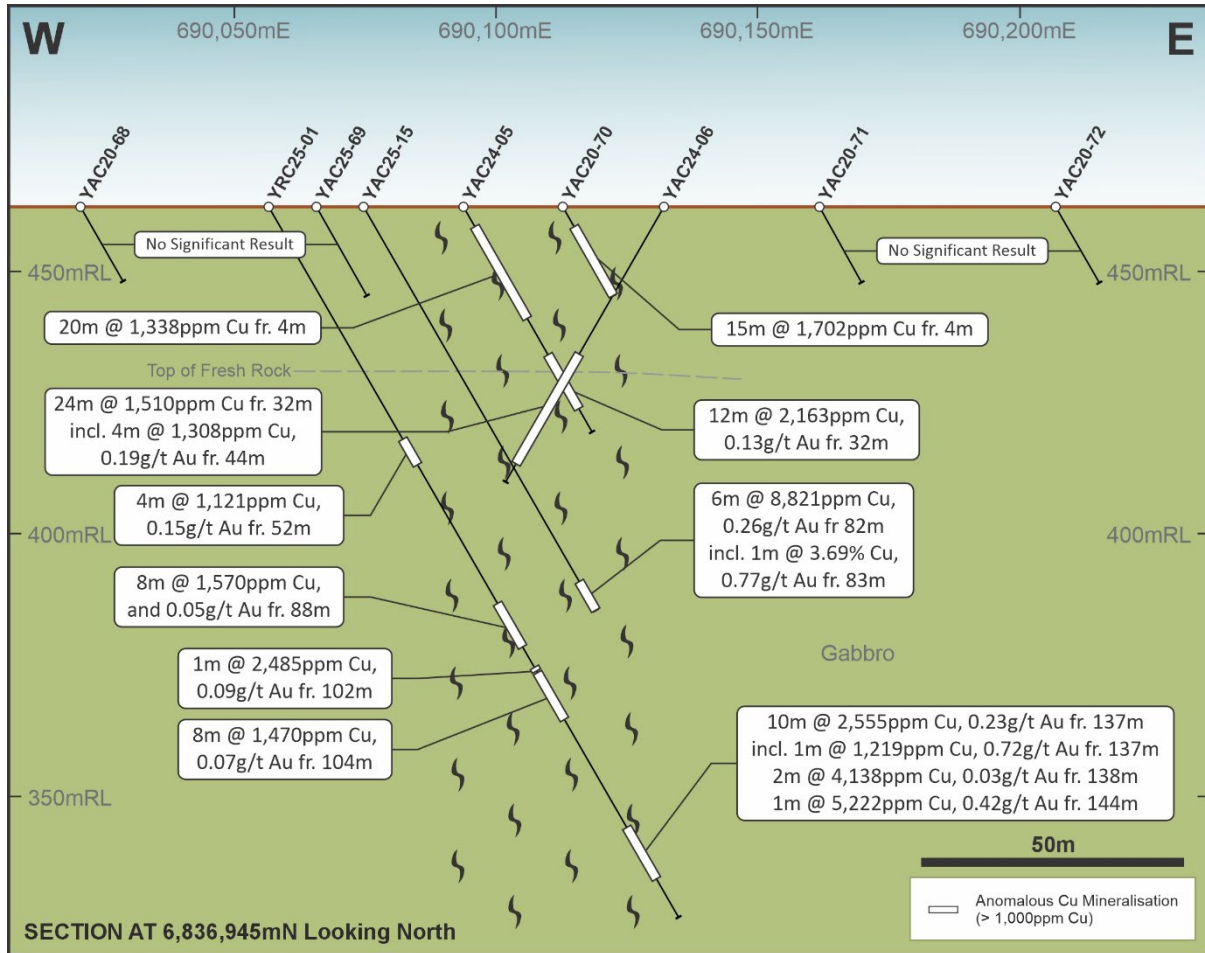 W
690,050mE
690,100mE
690,150mE
690,200mE
E
YAC20-68
YRC25-01
YAC25-69
YAC25-15
YAC24-05
YAC20-70
YAC24-06
YAC20-71
YAC20-72
No Significant Result
No Significant Result
450mRL
450mRL
20m @ 1,338ppm Cu fr. 4m
15m @ 1,702ppm Cu fr. 4m
Top of Fresh Rock
24m @ 1,510ppm Cu fr. 32m
incl. 4m @ 1,308ppm Cu,
0.19g/t Au fr. 44m
12m @ 2,163ppm Cu,
0.13g/t Au fr. 32m
4m @ 1,121ppm Cu,
0.15g/t Au fr. 52m
6m @ 8,821ppm Cu,
0.26g/t Au fr 82m
incl. 1m @ 3.69% Cu,
0.77g/t Au fr. 83m
400mRL
400mRL
8m @ 1,570ppm Cu,
and 0.05g/t Au fr. 88m
Gabbro
1m @ 2,485ppm Cu,
0.09g/t Au fr. 102m
8m @ 1,470ppm Cu,
0.07g/t Au fr. 104m
10m @ 2,555ppm Cu, 0.23g/t Au fr. 137m
incl. 1m @ 1,219ppm Cu, 0.72g/t Au fr. 137m
2m @ 4,138ppm Cu, 0.03g/t Au fr. 138m
1m @ 5,222ppm Cu, 0.42g/t Au fr. 144m
350mRL
350mRL
50m
Anomalous Cu Mineralisation
(> 1,000ppm Cu)
SECTION AT 6,836,945mN Looking North